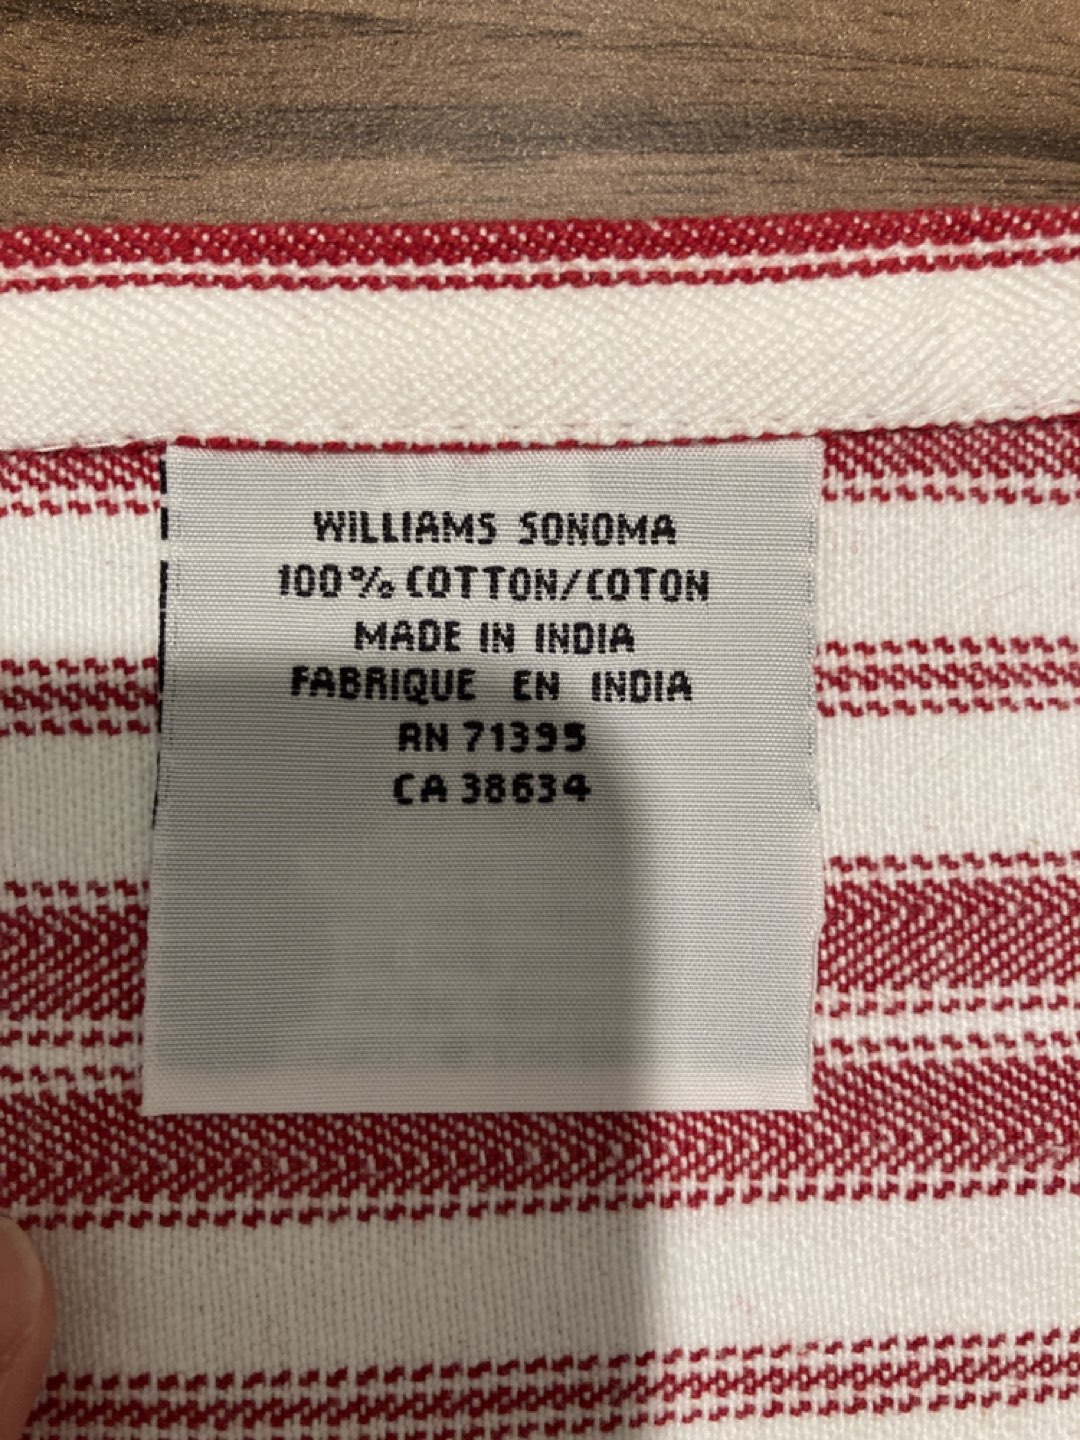 WILLIAMS SONOMA
100% COTTON/COTON
MADE IN INDIA
FABRIQUE EN INDIA
RN 71395
CA 38634